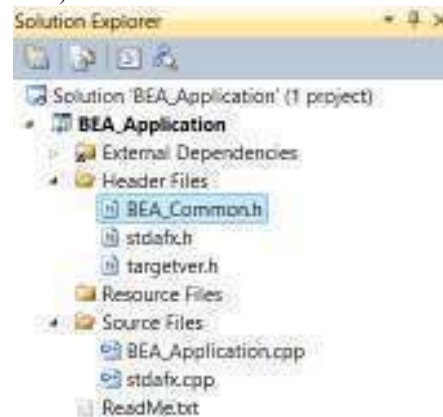 Solution Explorer
Solution 'BEA_Application' (1 project)
BEA_Application
External Dependencies
Header Files
BEA_Common.h
stdafx.h
targetver.h
Resource Files
Source Files
BEA_Application.cpp
stdafx.cpp
ReadMe.txt